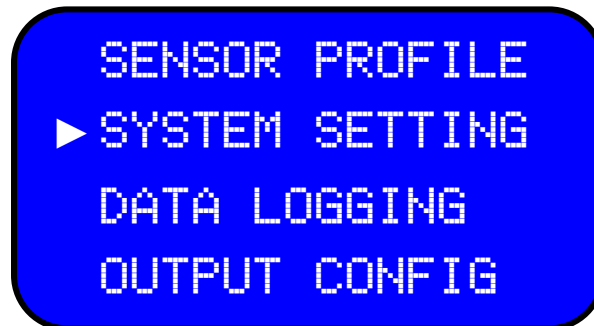 SENSOR PROFILE
►SYSTEM SETTING
DATA LOGGING
OUTPUT CONFIG